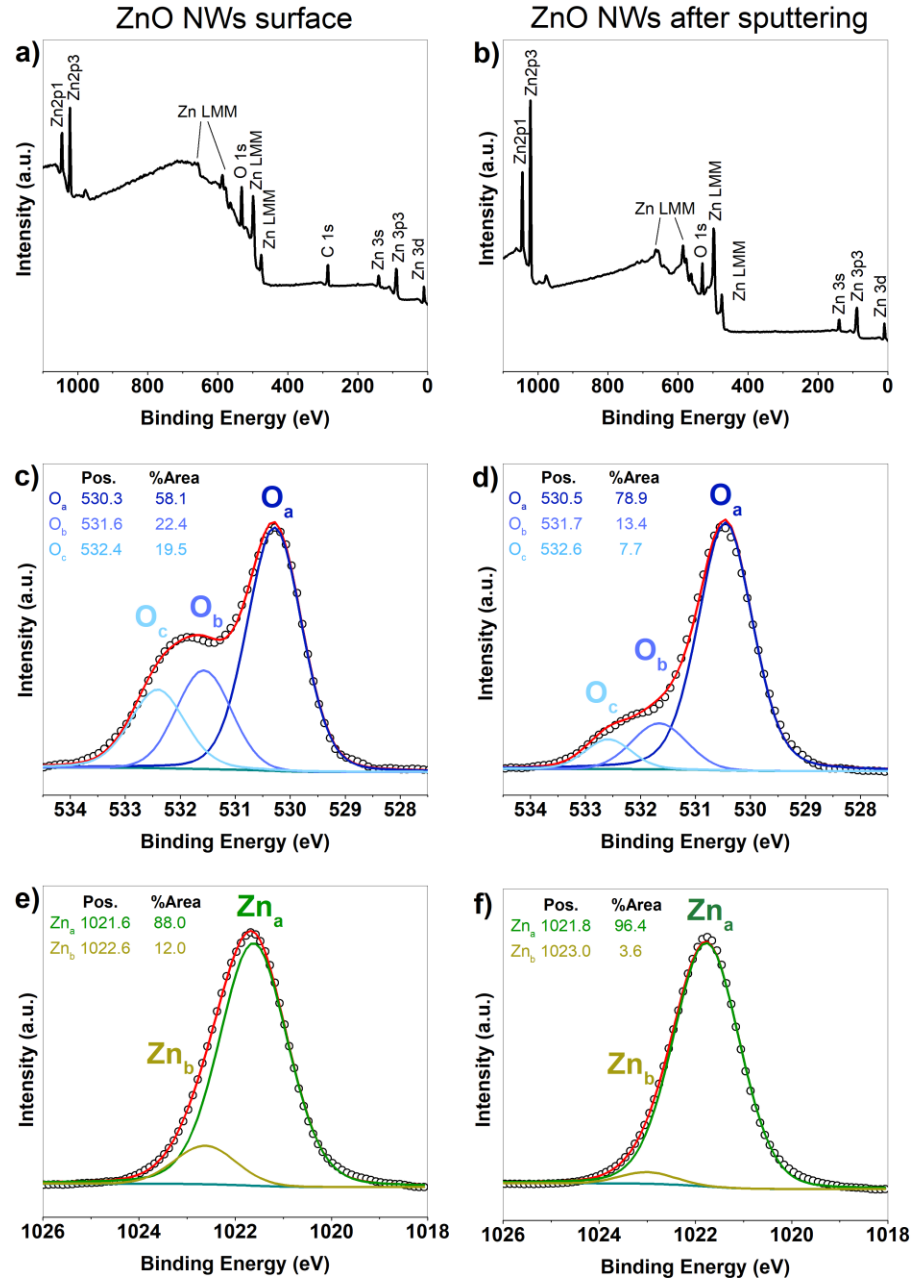 ZnO NWs surface
ZnO NWs after sputtering
a)
Zn2p1
Zn2p3
Zn LMM
O 1s
Zn LMM
Zn LMM
C 1s
Zn 3s
Zn 3p3
Zn 3d
Intensity (a.u.)
1000 800 600 400 200 0
Binding Energy (eV)
b)
Zn2p1
Zn2p3
Zn LMM
O 1s
Zn LMM
Zn LMM
Zn 3s
Zn 3p3
Zn 3d
Intensity (a.u.)
1000 800 600 400 200 0
Binding Energy (eV)
c)
Pos. %Area
Oa 530.3 58.1
Ob 531.6 22.4
Oc 532.4 19.5
Oa
Ob
Oc
Intensity (a.u.)
534 533 532 531 530 529 528
Binding Energy (eV)
d)
Pos. %Area
Oa 530.5 78.9
Ob 531.7 13.4
Oc 532.6 7.7
Oa
Ob
Oc
Intensity (a.u.)
534 533 532 531 530 529 528
Binding Energy (eV)
e)
Pos. %Area
Zna 1021.6 88.0
Znb 1022.6 12.0
Zna
Znb
Intensity (a.u.)
1026 1024 1022 1020 1018
Binding Energy (eV)
f)
Pos. %Area
Zna 1021.8 96.4
Znb 1023.0 3.6
Zna
Znb
Intensity (a.u.)
1026 1024 1022 1020 1018
Binding Energy (eV)